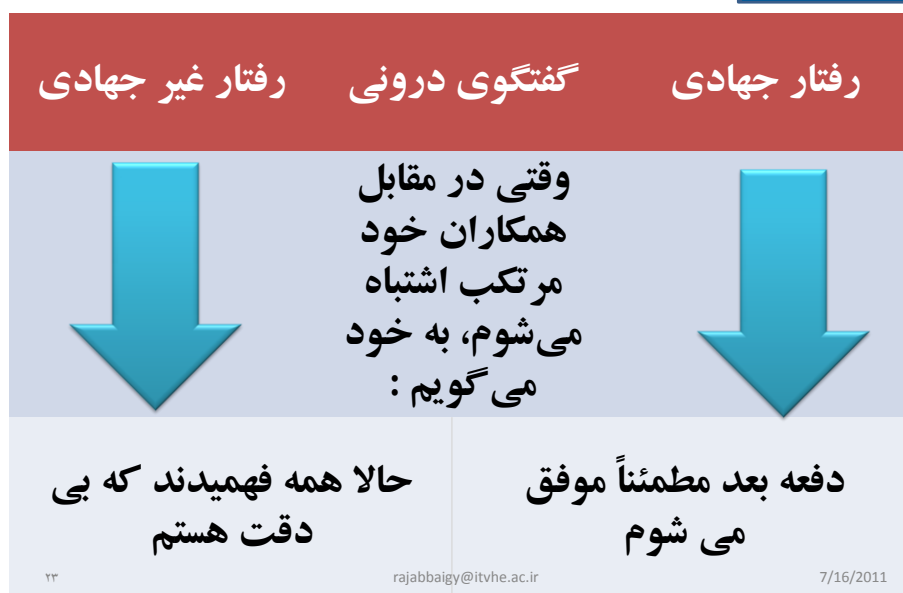 رفتار جهادی
گفتگوی درونی
رفتار غیر جهادی
وقتی در مقابل
همکاران خود
مرتکب اشتباه
می‌شوم، به خود
می گویم :
دفعه بعد مطمئناً موفق
می شوم
حالا همه فهمیدند که بی
دقت هستم
7/16/2011
rajabbaigy@itvhe.ac.ir
۲۳